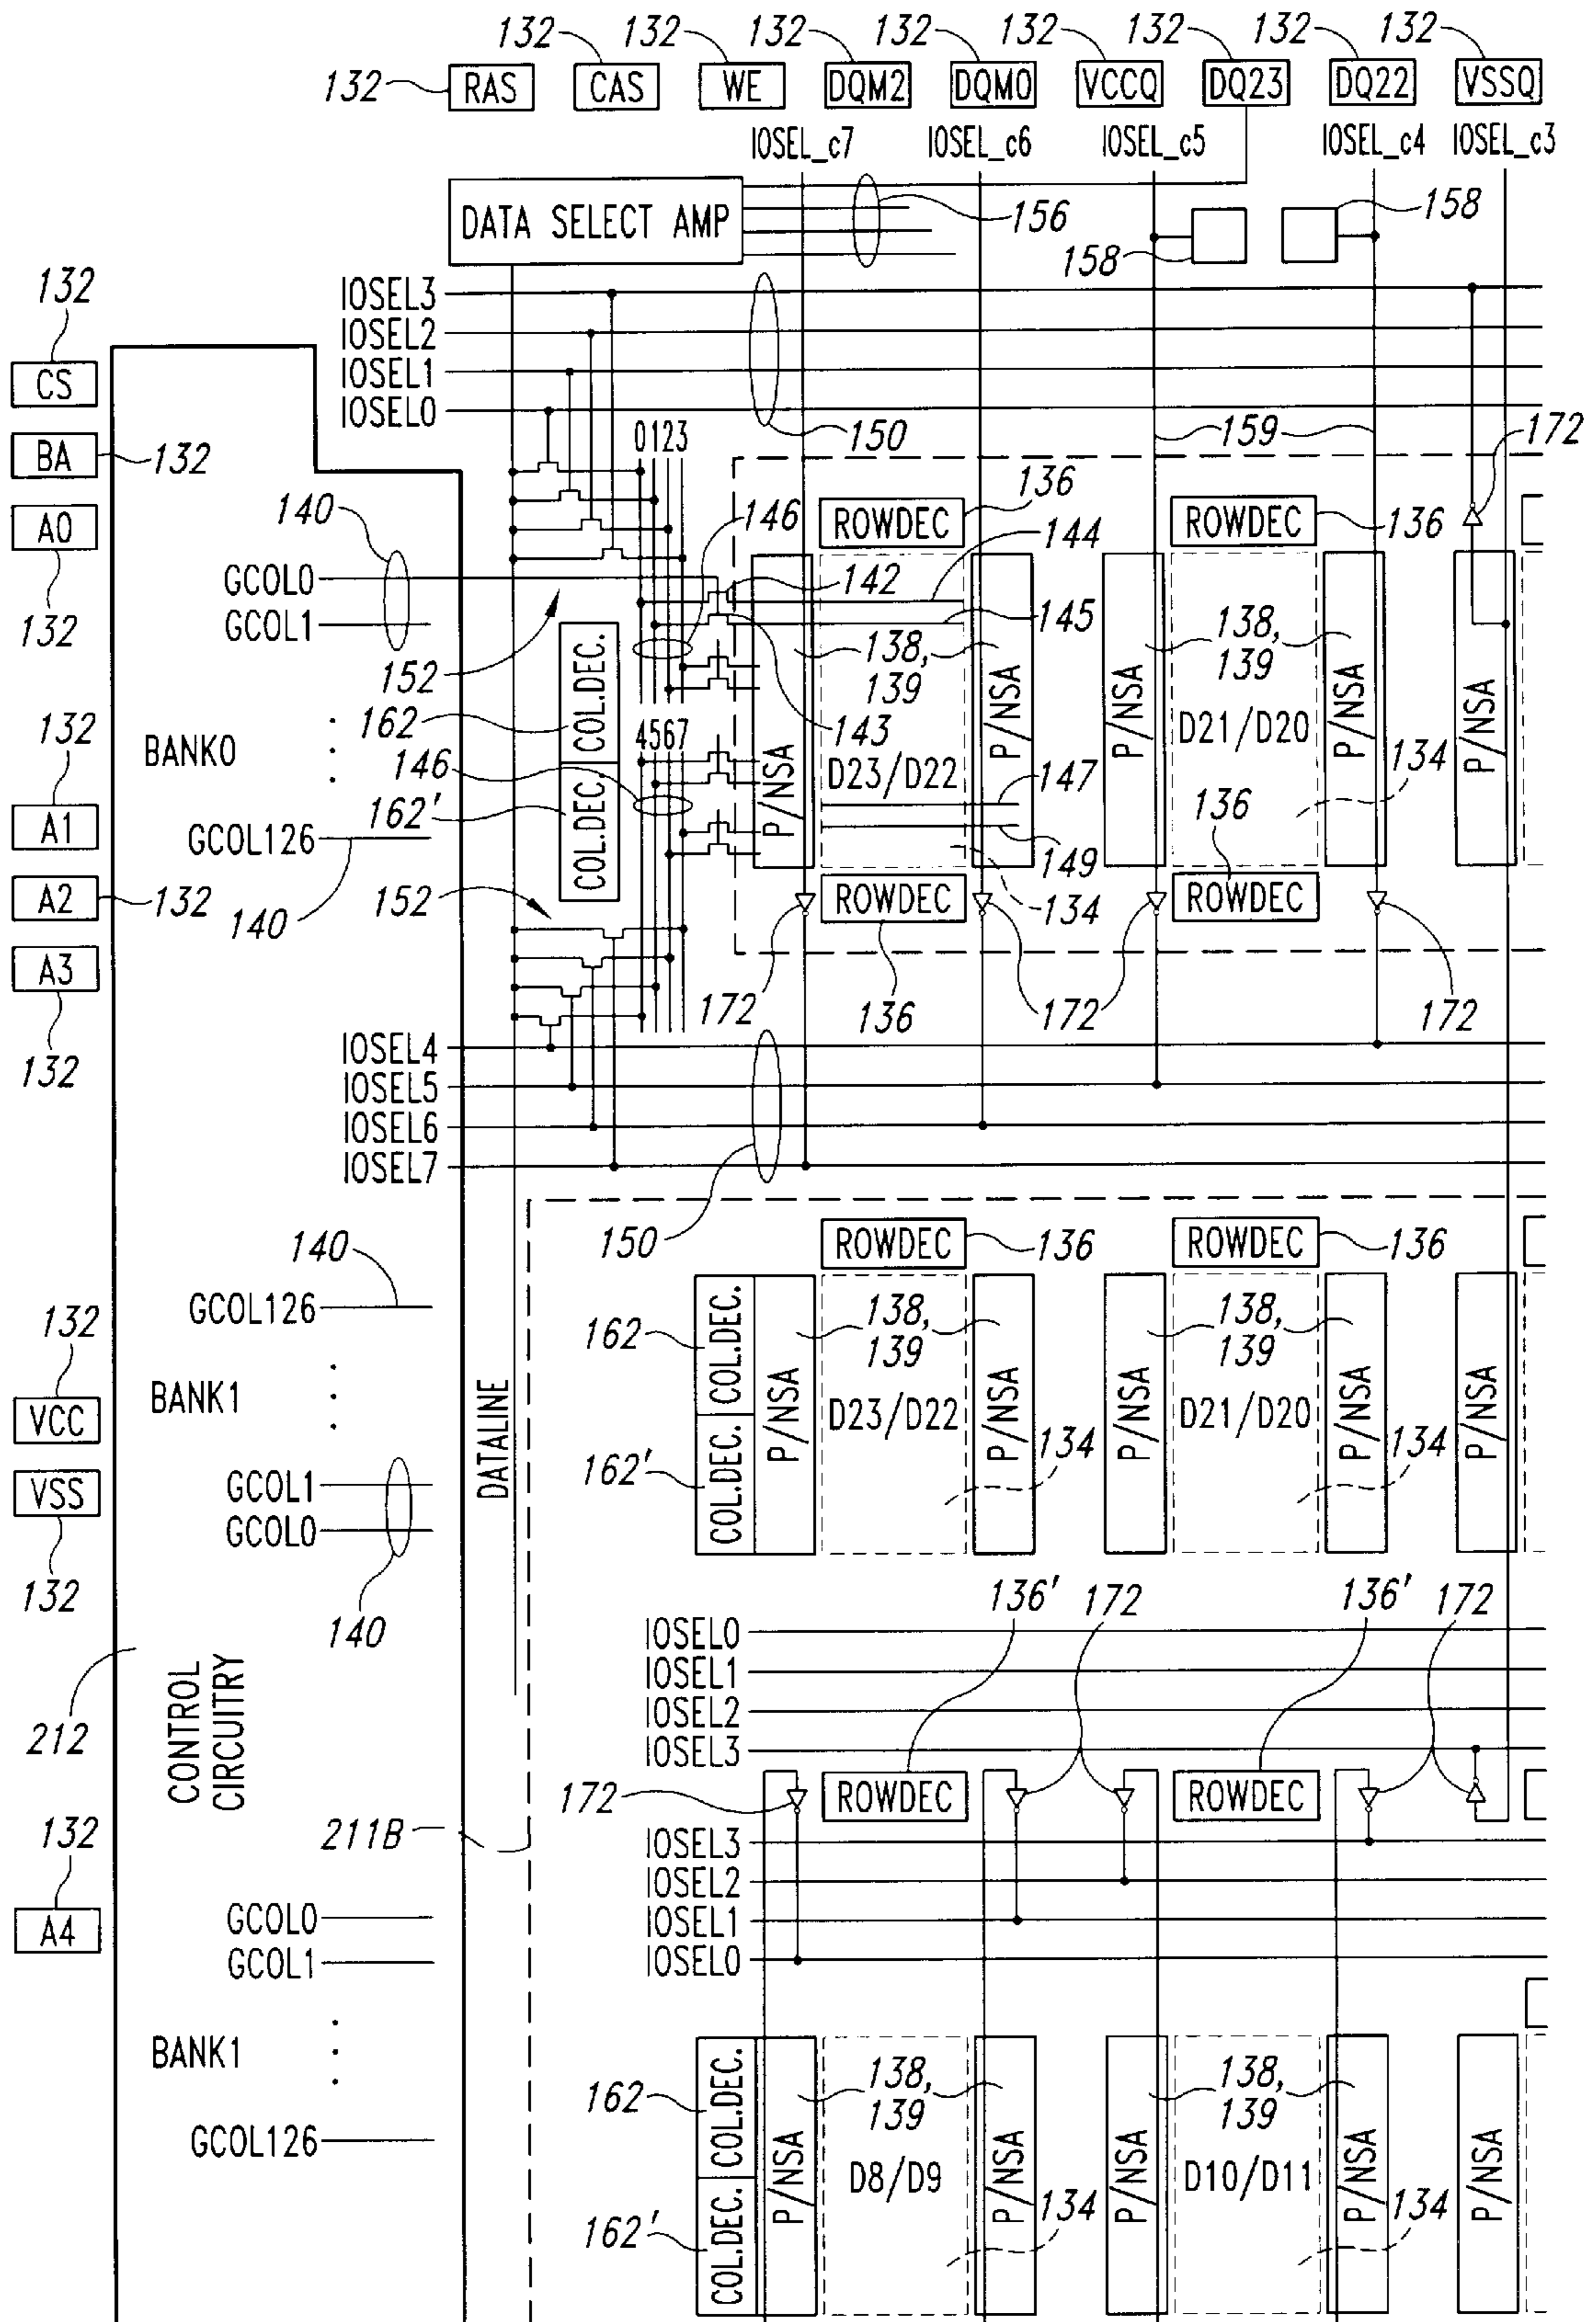 132 132 132 132 132 132 132 132
132 RAS CAS WE DQM2 DQM0 VCCQ DQ23 DQ22 VSSQ
IOSEL_c7 IOSEL_c6 IOSEL_c5 IOSEL_c4 IOSEL_c3
DATA SELECT AMP 156 158 158
132 IOSEL3
IOSEL2
CS IOSEL1
IOSEL0 150 159 172
BA 132 0123
A0 140 146 ROWDEC 136 ROWDEC 136
144
GCOL0 142
132 GCOL1 145
152 138, 138,
139 139
162 COL.DEC. 143 P/NSA P/NSA P/NSA P/NSA P/NSA
132 BANK0 4567 D23/D22 D21/D20 134
146 147
A1 162' COL.DEC. 136
GCOL126 149
A2 132 140 152 ROWDEC 134 ROWDEC
A3
172 136 172 172
132 IOSEL4
IOSEL5
IOSEL6
IOSEL7
140 150 ROWDEC 136 ROWDEC 136
GCOL126
132 162 COL.DEC. 138, 138,
139 139
BANK1 DATALINE P/NSA D23/D22 P/NSA P/NSA D21/D20 P/NSA P/NSA
VCC 134 134
GCOL1 162' COL.DEC.
VSS GCOL0
132 140 136' 172 136' 172
IOSEL0
IOSEL1
212 CONTROL
CIRCUITRY
IOSEL2
IOSEL3
172 ROWDEC ROWDEC
132 211B IOSEL3
IOSEL2
A4 GCOL0 IOSEL1
GCOL1 IOSEL0
BANK1 162 COL.DEC. 138, 138,
139 139
GCOL126 P/NSA D8/D9 P/NSA P/NSA D10/D11 P/NSA P/NSA
162' COL.DEC. 134 134